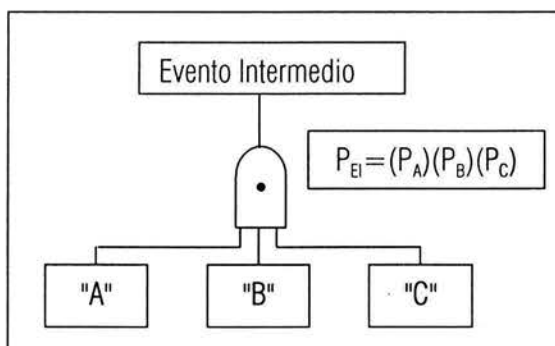 Evento Intermedio
P_EI=(P_A)(P_B)(P_C)
"A" "B" "C"